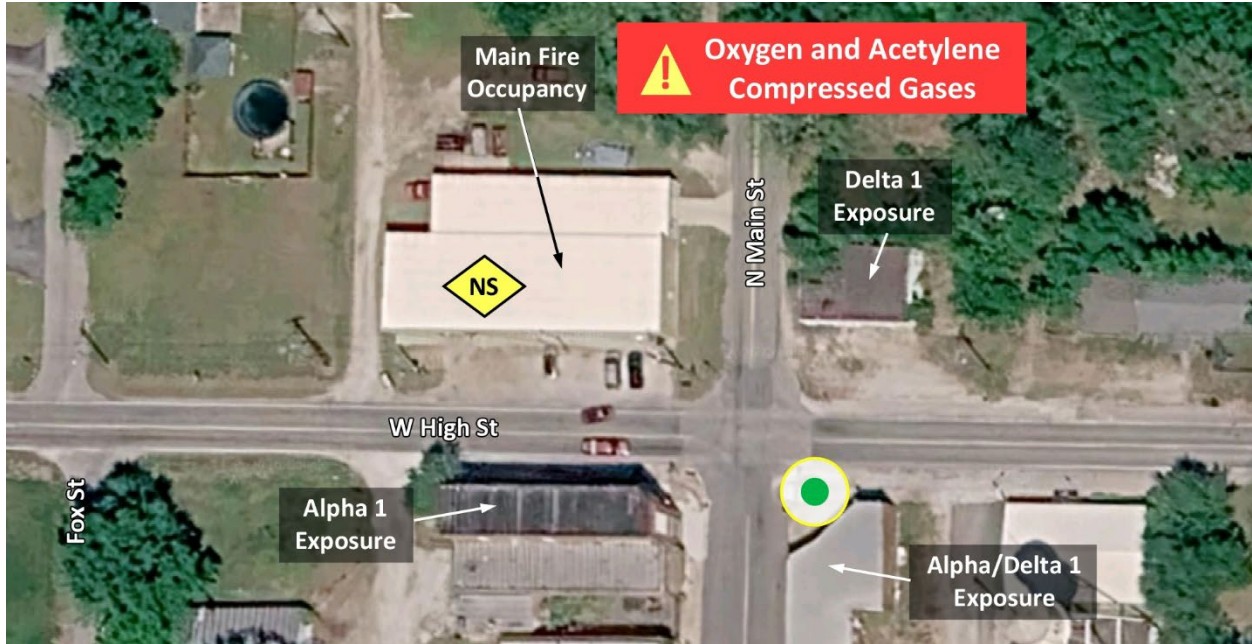 Main Fire
Occupancy
Oxygen and Acetylene
Compressed Gases
Delta 1
Exposure
N Main St
NS
W High St
Fox St
Alpha 1
Exposure
Alpha/Delta 1
Exposure